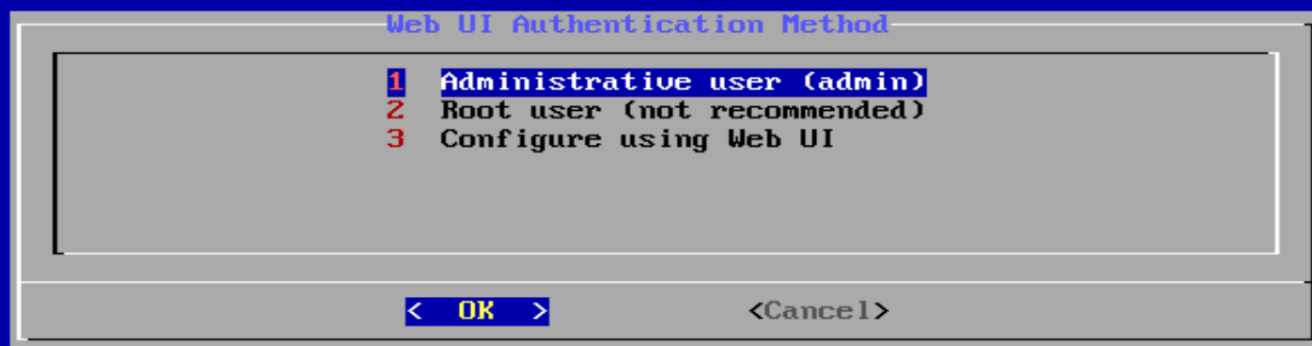 Web UI Authentication Method
1 Administrative user (admin)
2 Root user (not recommended)
3 Configure using Web UI
< OK > <Cancel>